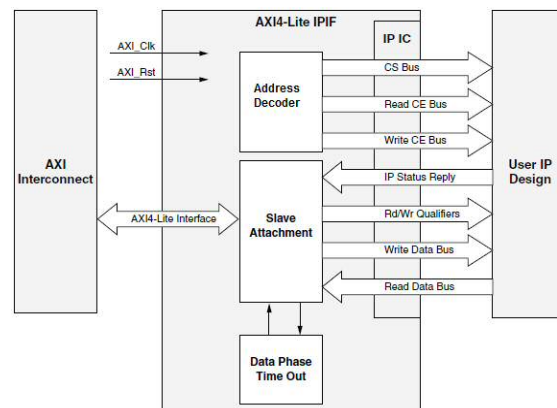 AXI4-Lite IPIF
IP IC
AXI_Clk
AXI_Rst
Address
Decoder
CS Bus
Read CE Bus
Write CE Bus
AXI
Interconnect
IP Status Reply
User IP
Design
AXI4-Lite Interface
Slave
Attachment
Rd/Wr Qualifiers
Write Data Bus
Read Data Bus
Data Phase
Time Out